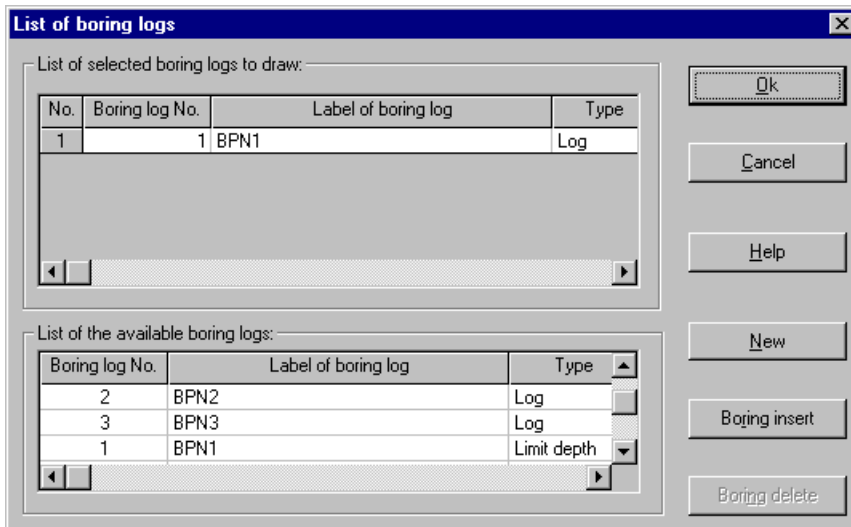 List of boring logs
List of selected boring logs to draw:
No. Boring log No. Label of boring log Type
1 1 BPN1 Log
Ok
Cancel
Help
New
Boring insert
Boring delete
List of the available boring logs:
Boring log No. Label of boring log Type
2 BPN2 Log
3 BPN3 Log
1 BPN1 Limit depth